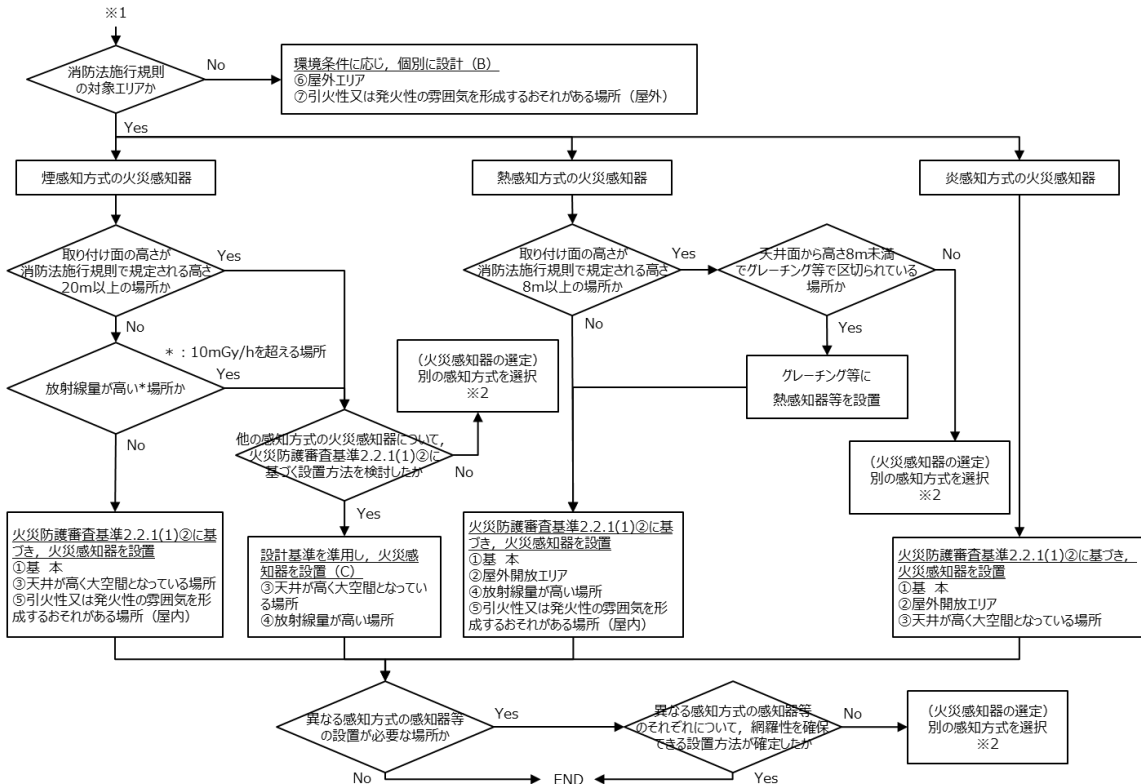 ※1
消防法施行規則
の対象エリアか
No
環境条件に応じ，個別に設計（B）
⑥屋外エリア
⑦引火性又は発火性の雰囲気を形成するおそれがある場所（屋外）
Yes
煙感知方式の火災感知器
熱感知方式の火災感知器
炎感知方式の火災感知器
取り付け面の高さが
消防法施行規則で規定される高さ
20m以上の場所か
Yes
No
取り付け面の高さが
消防法施行規則で規定される高さ
8m以上の場所か
Yes
No
天井面から高さ8m未満
でグレーチング等で区切られている
場所か
No
Yes
＊：10mGy/hを超える場所
放射線量が高い*場所か
Yes
No
（火災感知器の選定）
別の感知方式を選択
※2
グレーチング等に
熱感知器等を設置
他の感知方式の火災感知器について，
火災防護審査基準2.2.1(1)②に
基づく設置方法を検討したか
No
Yes
（火災感知器の選定）
別の感知方式を選択
※2
火災防護審査基準2.2.1(1)②に基
づき，火災感知器を設置
①基　本
③天井が高く大空間となっている場所
⑤引火性又は発火性の雰囲気を形
成するおそれがある場所（屋内）
設計基準を準用し，火災感
知器を設置（C）
③天井が高く大空間となってい
る場所
④放射線量が高い場所
火災防護審査基準2.2.1(1)②に基
づき，火災感知器を設置
①基　本
②屋外開放エリア
④放射線量が高い場所
⑤引火性又は発火性の雰囲気を形
成するおそれがある場所（屋内）
火災防護審査基準2.2.1(1)②に基づき，
火災感知器を設置
①基　本
②屋外開放エリア
③天井が高く大空間となっている場所
異なる感知方式の感知器等
の設置が必要な場所か
Yes
No
異なる感知方式の感知器等
のそれぞれについて，網羅性を確保
できる設置方法が確定したか
No
Yes
（火災感知器の選定）
別の感知方式を選択
※2
END